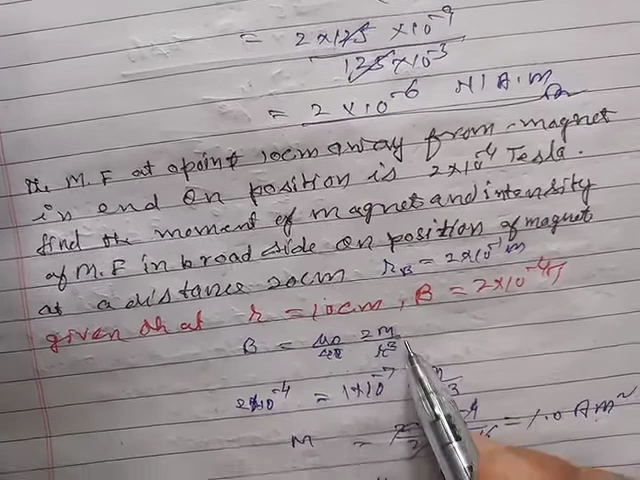 = 2×125 ×10⁻⁹
125×10⁻³
= 2×10⁻⁶ N/A.m
The M.F at a point 10cm away from magnet
in end on position is 2×10⁻⁴ Tesla.
find the moment of magnet and intensity
of M.F in broad side on position of magnet
at a distance 20cm r_B = 2×10⁻¹m
given that r = 10cm, B = 2×10⁻⁴T
B = μ₀/4π 2M/r³
2×10⁻⁴ = 1×10⁻⁷
M = = 1.0 Am²